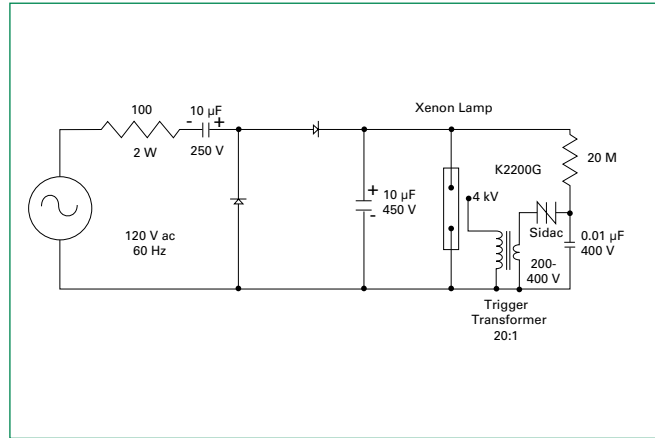 Xenon Lamp
100
2 W
- 10 µF +
250 V
120 V ac
60 Hz
+ 10 µF
- 450 V
4 kV
K2200G
Sidac
20 M
0.01 µF
400 V
200-
400 V
Trigger
Transformer
20:1